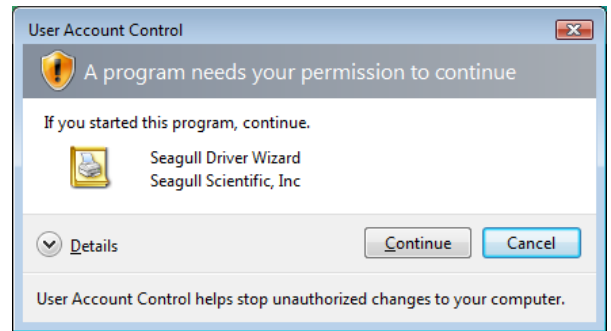 User Account Control
A program needs your permission to continue
If you started this program, continue.
Seagull Driver Wizard
Seagull Scientific, Inc
Details
Continue
Cancel
User Account Control helps stop unauthorized changes to your computer.